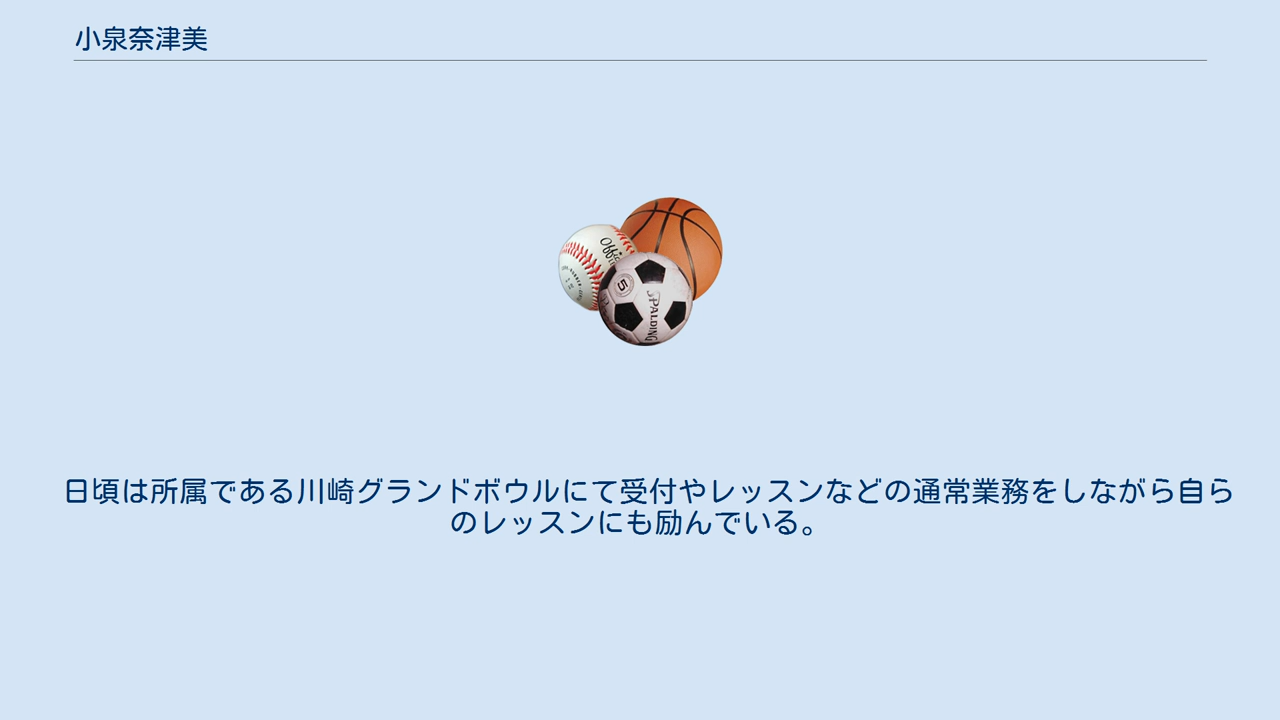 小泉奈津美
Offic
5
SPALDING
日頃は所属である川崎グランドボウルにて受付やレッスンなどの通常業務をしながら自ら
のレッスンにも励んでいる。